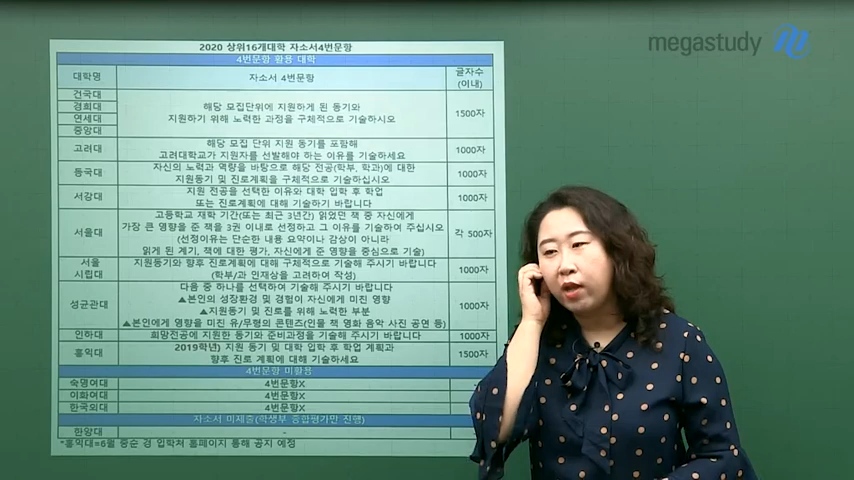 megastudy
2020 상위16개대학 자소서4번문항
4번문항 활용 대학
대학명
자소서 4번문항
글자수
(이내)
건국대
경희대
연세대
중앙대
해당 모집단위에 지원하게 된 동기와
지원하기 위해 노력한 과정을 구체적으로 기술하시오
1500자
고려대
해당 모집 단위 지원 동기를 포함해
고려대학교가 지원자를 선발해야 하는 이유를 기술하세요
1000자
동국대
자신의 노력과 역량을 바탕으로 해당 전공(학부, 학과)에 대한
지원동기 및 진로계획을 구체적으로 기술하십시오
1000자
서강대
지원 전공을 선택한 이유와 대학 입학 후 학업
또는 진로계획에 대해 기술하기 바랍니다
1000자
서울대
고등학교 재학 기간(또는 최근 3년간) 읽었던 책 중 자신에게
가장 큰 영향을 준 책을 3권 이내로 선정하고 그 이유를 기술하여 주십시오
(선정이유는 단순한 내용 요약이나 감상이 아니라
읽게 된 계기, 책에 대한 평가, 자신에게 준 영향을 중심으로 기술)
각 500자
서울
시립대
지원동기와 향후 진로계획에 대해 구체적으로 기술해 주시기 바랍니다
(학부/과 인재상을 고려하여 작성)
1000자
성균관대
다음 중 하나를 선택하여 기술해 주시기 바랍니다
▲본인의 성장환경 및 경험이 자신에게 미친 영향
▲지원동기 및 진로를 위해 노력한 부분
▲본인에게 영향을 미친 유/무형의 콘텐츠(인물 책 영화 음악 사진 공연 등)
1000자
인하대
희망전공에 지원한 동기와 준비과정을 기술해 주시기 바랍니다
1000자
홍익대
2019학년) 지원 동기 및 대학 입학 후 학업 계획과
향후 진로 계획에 대해 기술하세요
1500자
4번문항 미활용
숙명여대
4번문항X
이화여대
4번문항X
한국외대
4번문항X
자소서 미제출(학생부 종합평가만 진행)
한양대
-
*홍익대=6월 중순 경 입학처 홈페이지 통해 공지 예정